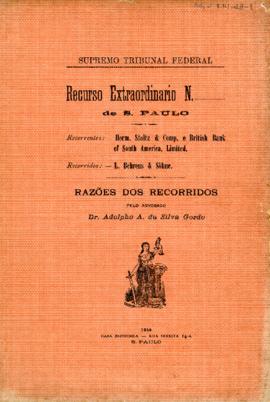 SUPREMO TRIBUNAL FEDERAL
Recurso Extraordinario N.
de S. PAULO
Recorrentes: Herm. Stoltz & Comp. e British Bank
of South America, Limited.
Recorridos: — L. Behrens & Söhne.
RAZÕES DOS RECORRIDOS
PELO ADVOGADO
Dr. Adolpho A. da Silva Gordo
S. PAULO